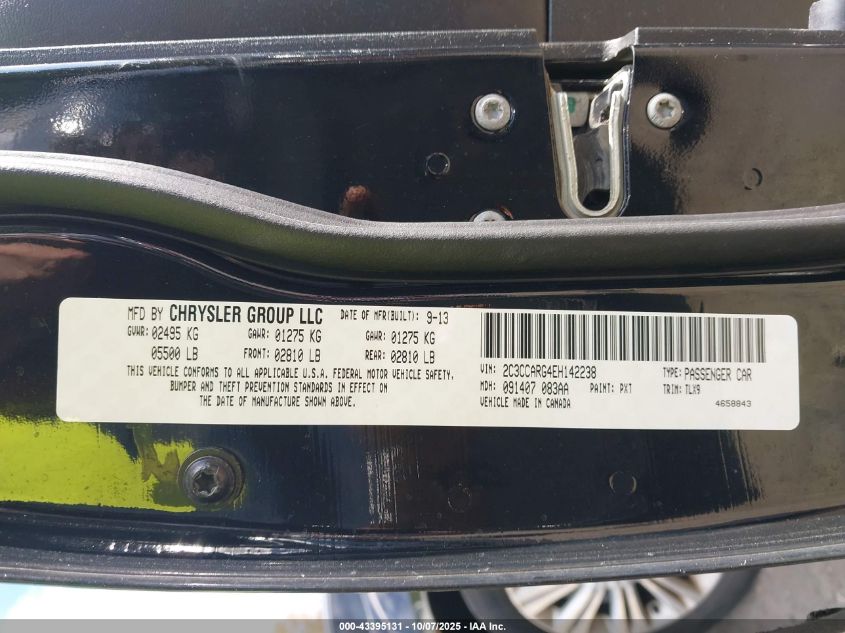 MFD BY CHRYSLER GROUP LLC DATE OF MFR(BUILT): 9-13
GVWR: 02495 KG GAWR: 01275 KG GAWR: 01275 KG
05500 LB FRONT: 02810 LB REAR: 02810 LB
THIS VEHICLE CONFORMS TO ALL APPLICABLE U.S.A. FEDERAL MOTOR VEHICLE SAFETY,
BUMPER AND THEFT PREVENTION STANDARDS IN EFFECT ON
THE DATE OF MANUFACTURE SHOWN ABOVE.
VIN: 2C3CCARG4EH142238 TYPE: PASSENGER CAR
MDH: 091407 083AA PAINT: PXT TRIM: TLX9
VEHICLE MADE IN CANADA 4658843
000-43395131 - 10/07/2025 - IAA, Inc.